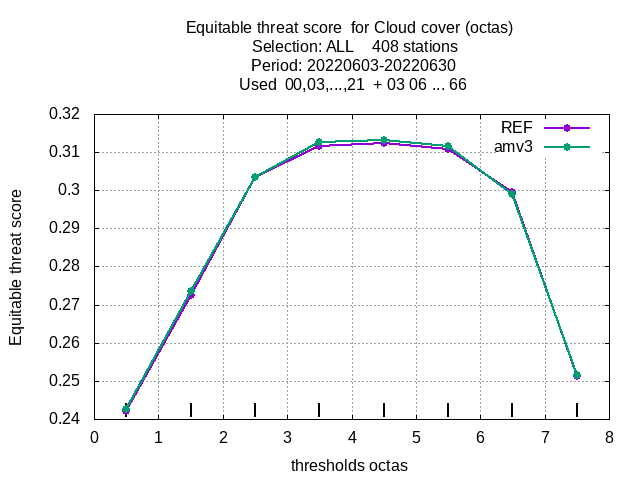 Equitable threat score  for Cloud cover (octas)
Selection: ALL    408 stations
Period: 20220603-20220630
Used  00,03,...,21  + 03 06 ... 66
REF
amv3
Equitable threat score
0.32
0.31
0.3
0.29
0.28
0.27
0.26
0.25
0.24
0 1 2 3 4 5 6 7 8
thresholds octas